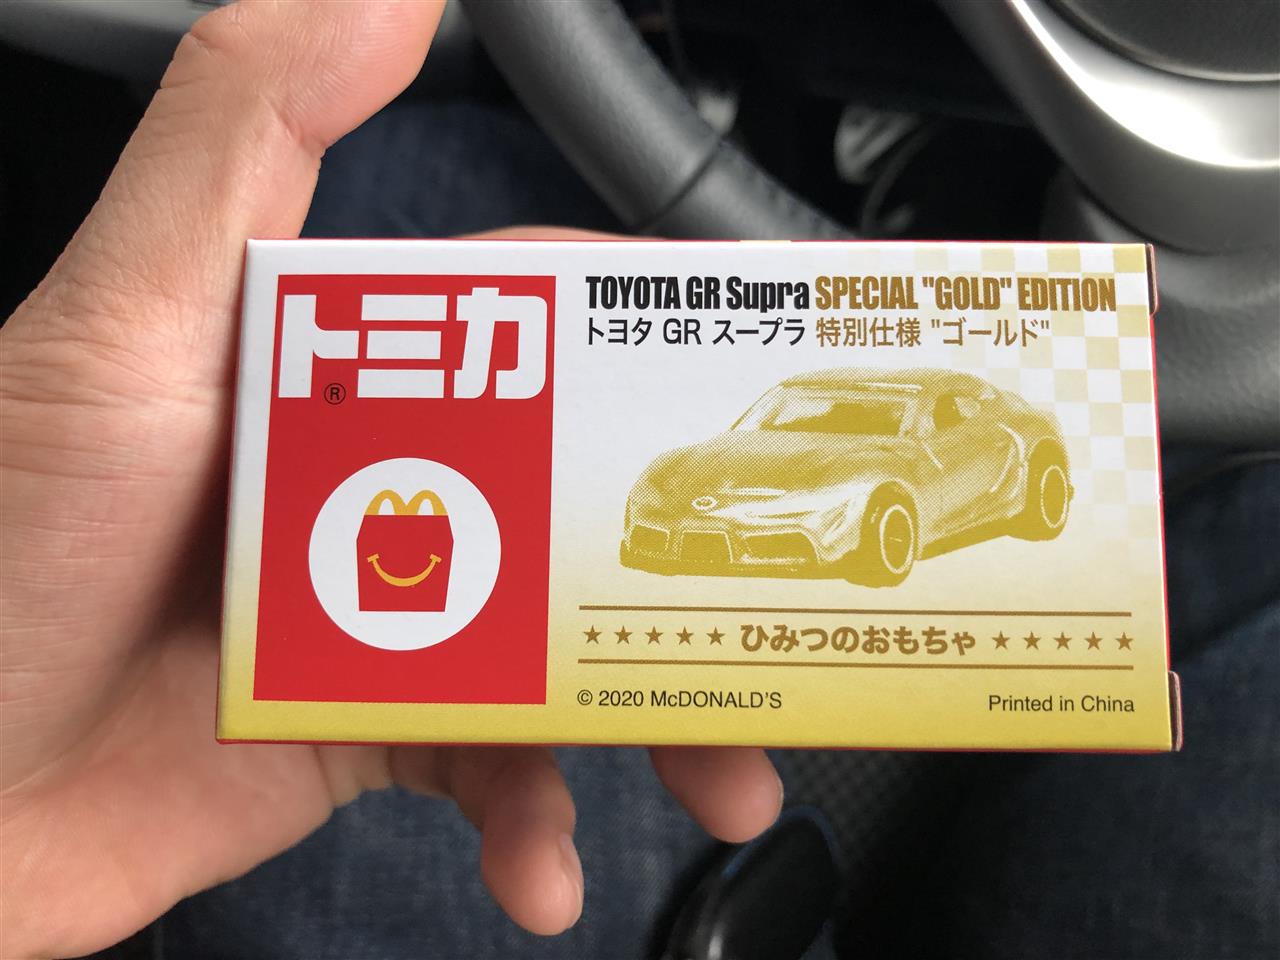 トミカ
®
TOYOTA GR Supra SPECIAL "GOLD" EDITION
トヨタ GR スープラ 特別仕様 "ゴールド"
★★★★★ ひみつのおもちゃ ★★★★★
© 2020 McDONALD'S
Printed in China